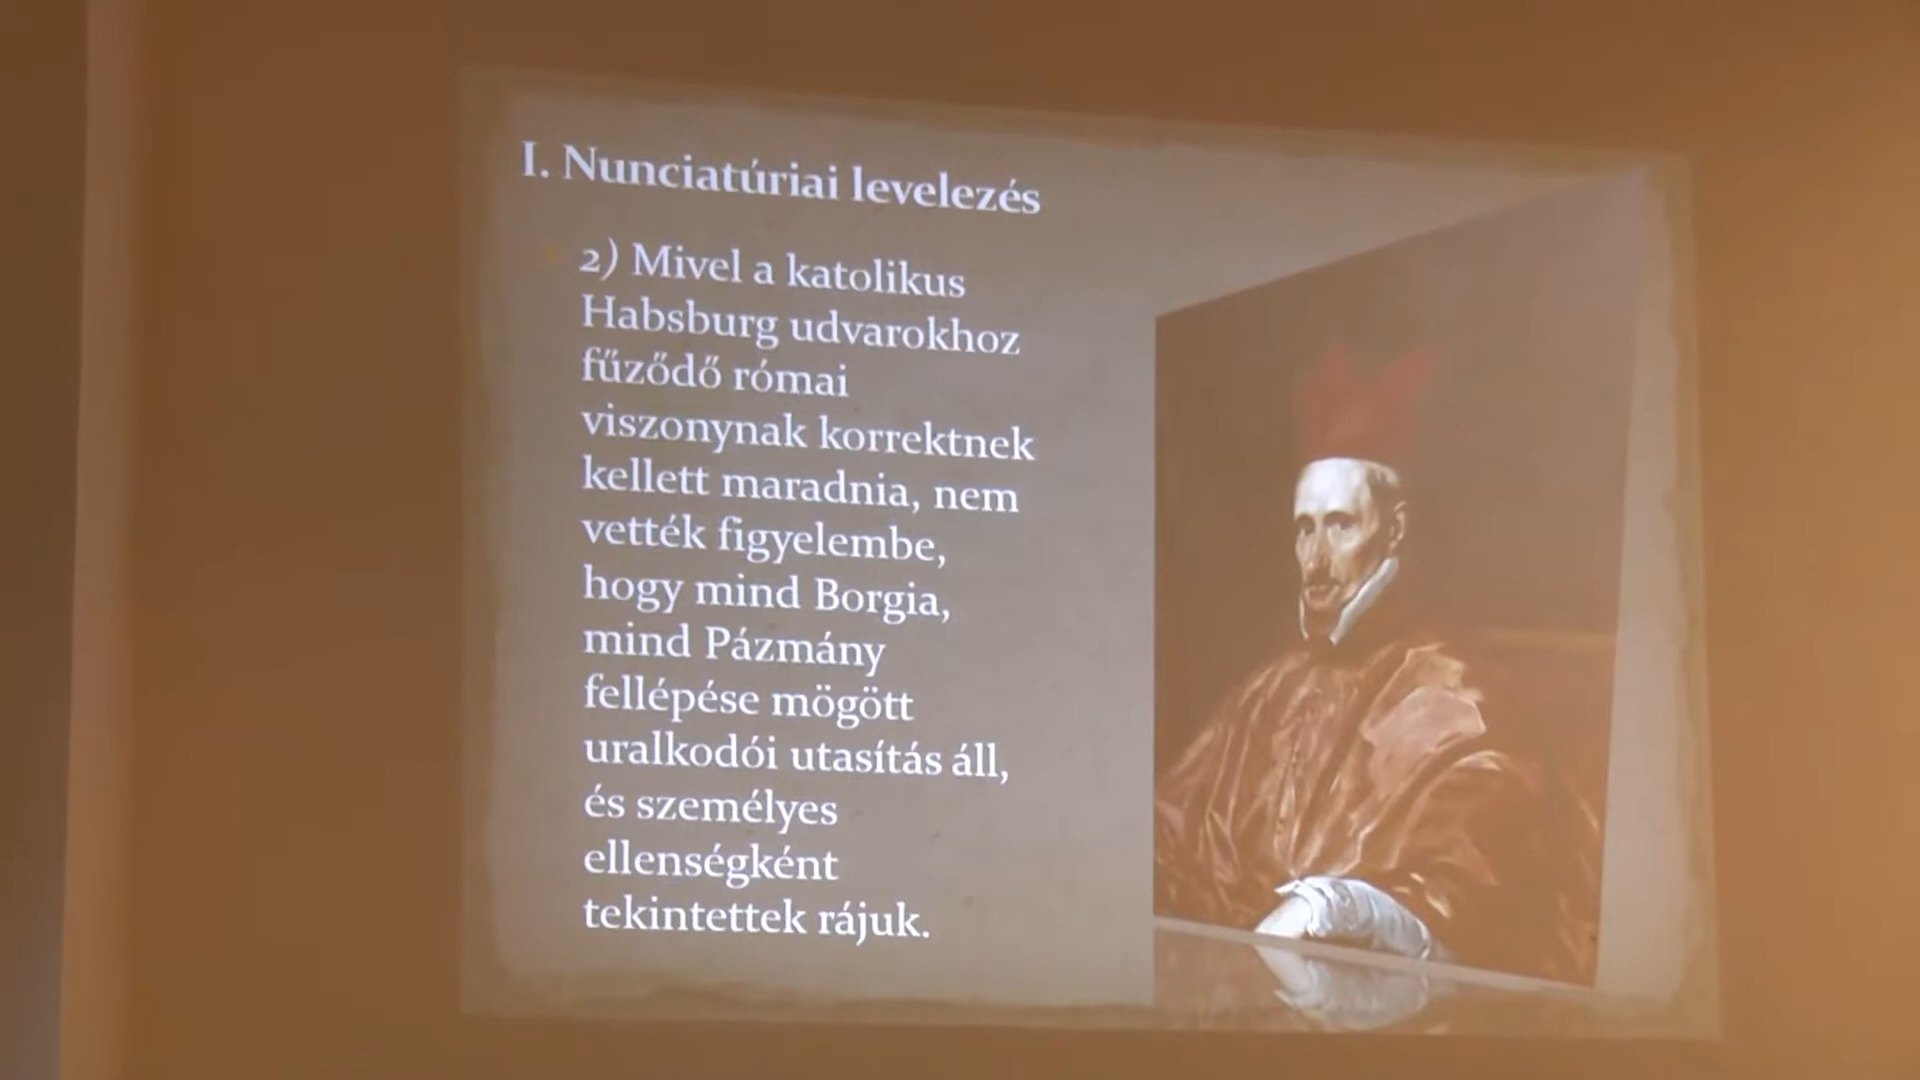 I. Nunciatúriai levelezés
2) Mivel a katolikus
Habsburg udvarokhoz
fűződő római
viszonynak korrektnek
kellett maradnia, nem
vették figyelembe,
hogy mind Borgia,
mind Pázmány
fellépése mögött
uralkodói utasítás áll,
és személyes
ellenségként
tekintettek rájuk.